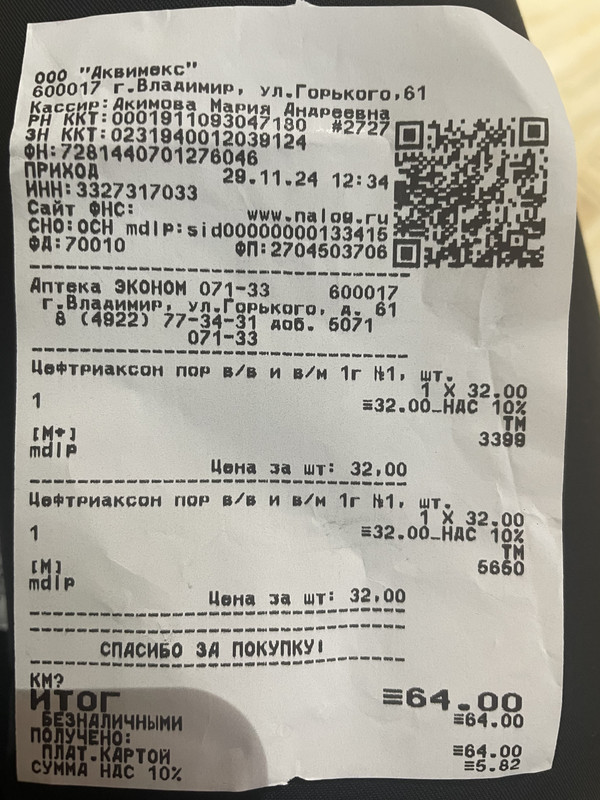 ООО "Аквимекс"
600017 г.Владимир, ул.Горького,61
Кассир:Акимова Мария Андреевна
РН ККТ:0001911093047180 #2727
ЗН ККТ:02319400120З9124
ФН:7281440701276046
ПРИХОД 29.11.24 12:34
ИНН:3327317033
Сайт ФНС: www.nalog.ru
СНО:ОСН mdlp:sid00000000133415
ФД:70010 ФП:2704503706
Аптека ЭКОНОМ 071-33 600017
г.Владимир, ул.Горького, д. 61
8 (4922) 77-34-31 доб. 5071
071-33
Цефтриаксон пор в/в и в/м 1г №1, шт.
1 X 32.00
1 ≡32.00_НДС 10%
[M+] ТМ
mdlp 3399
Цена за шт: 32,00
Цефтриаксон пор в/в и в/м 1г №1, шт.
1 X 32.00
1 ≡32.00_НДС 10%
[M] ТМ
mdlp 5650
Цена за шт: 32,00
СПАСИБО ЗА ПОКУПКУ!
КМ?
ИТОГ ≡64.00
БЕЗНАЛИЧНЫМИ ≡64.00
ПОЛУЧЕНО:
ПЛАТ.КАРТОЙ ≡64.00
СУММА НДС 10% ≡5.82